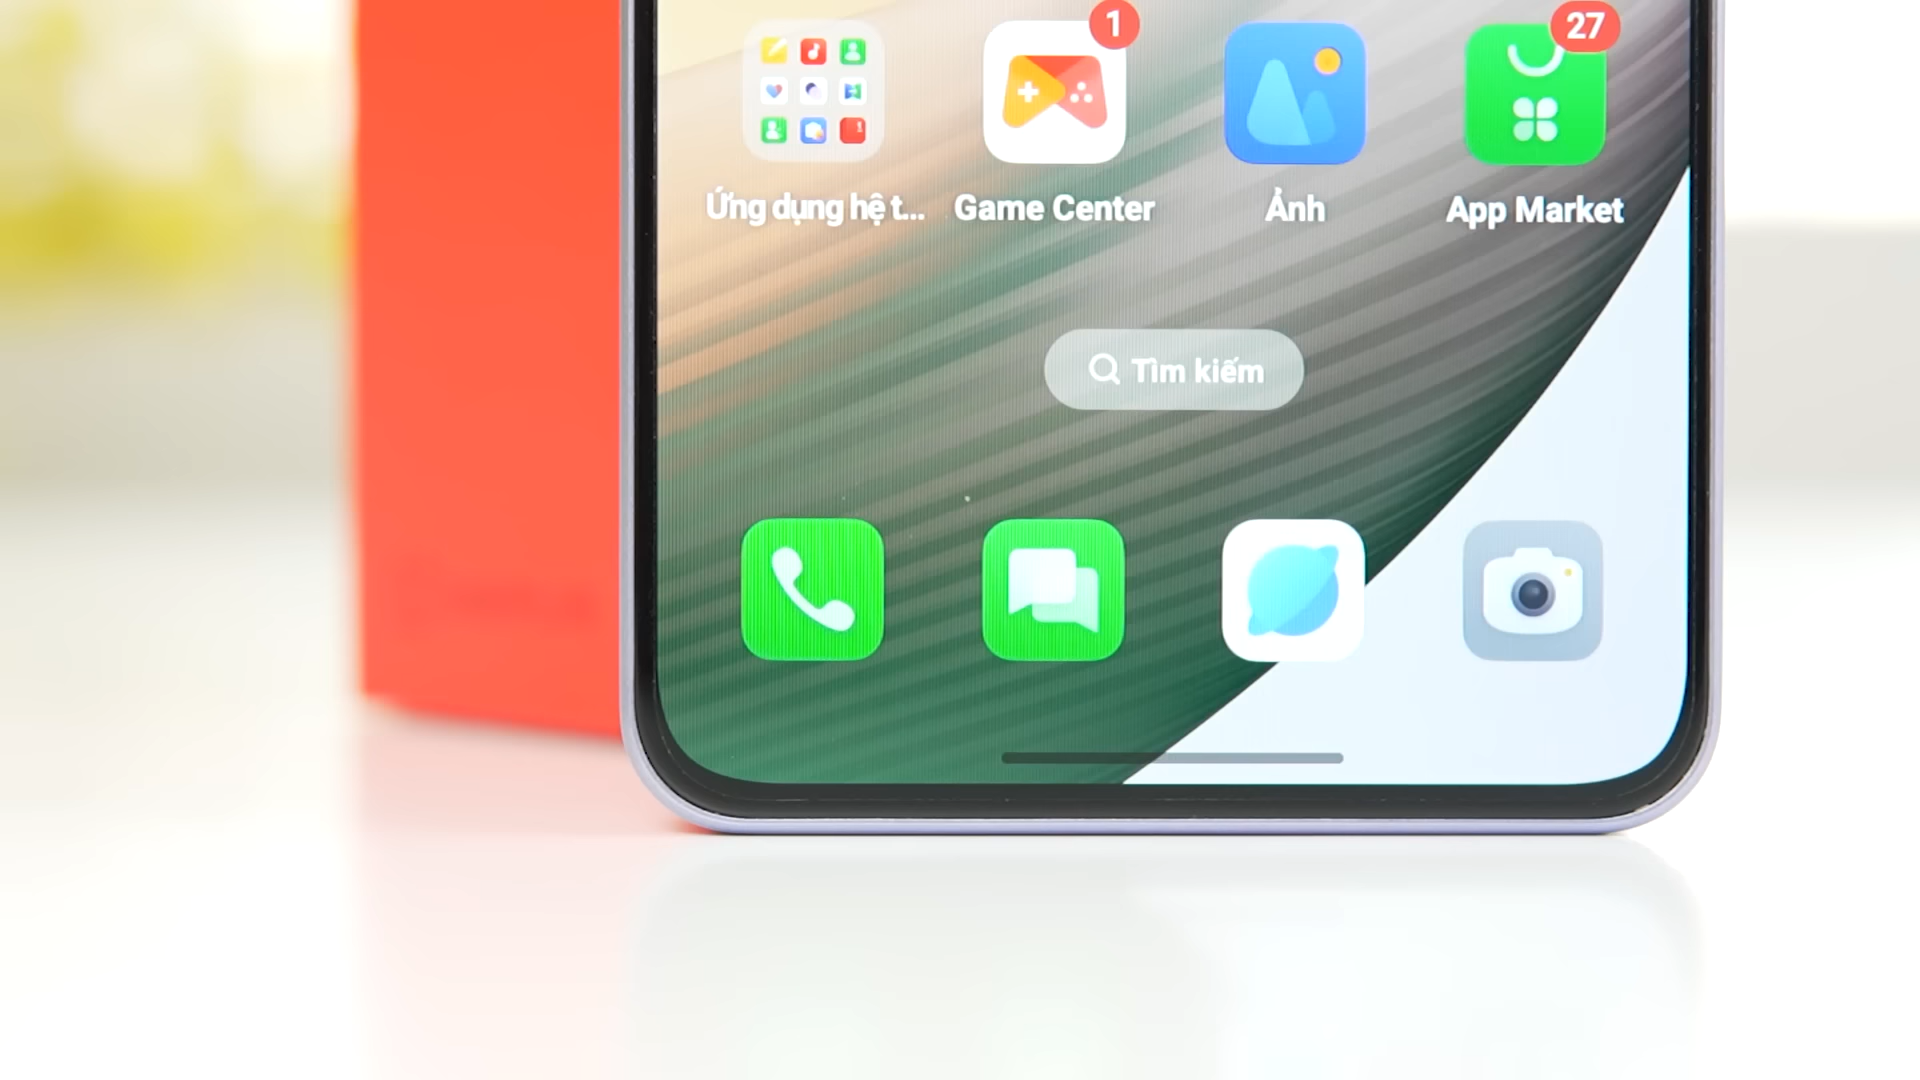 1
27
Ứng dụng hệ t...
Game Center
Ảnh
App Market
Tìm kiếm